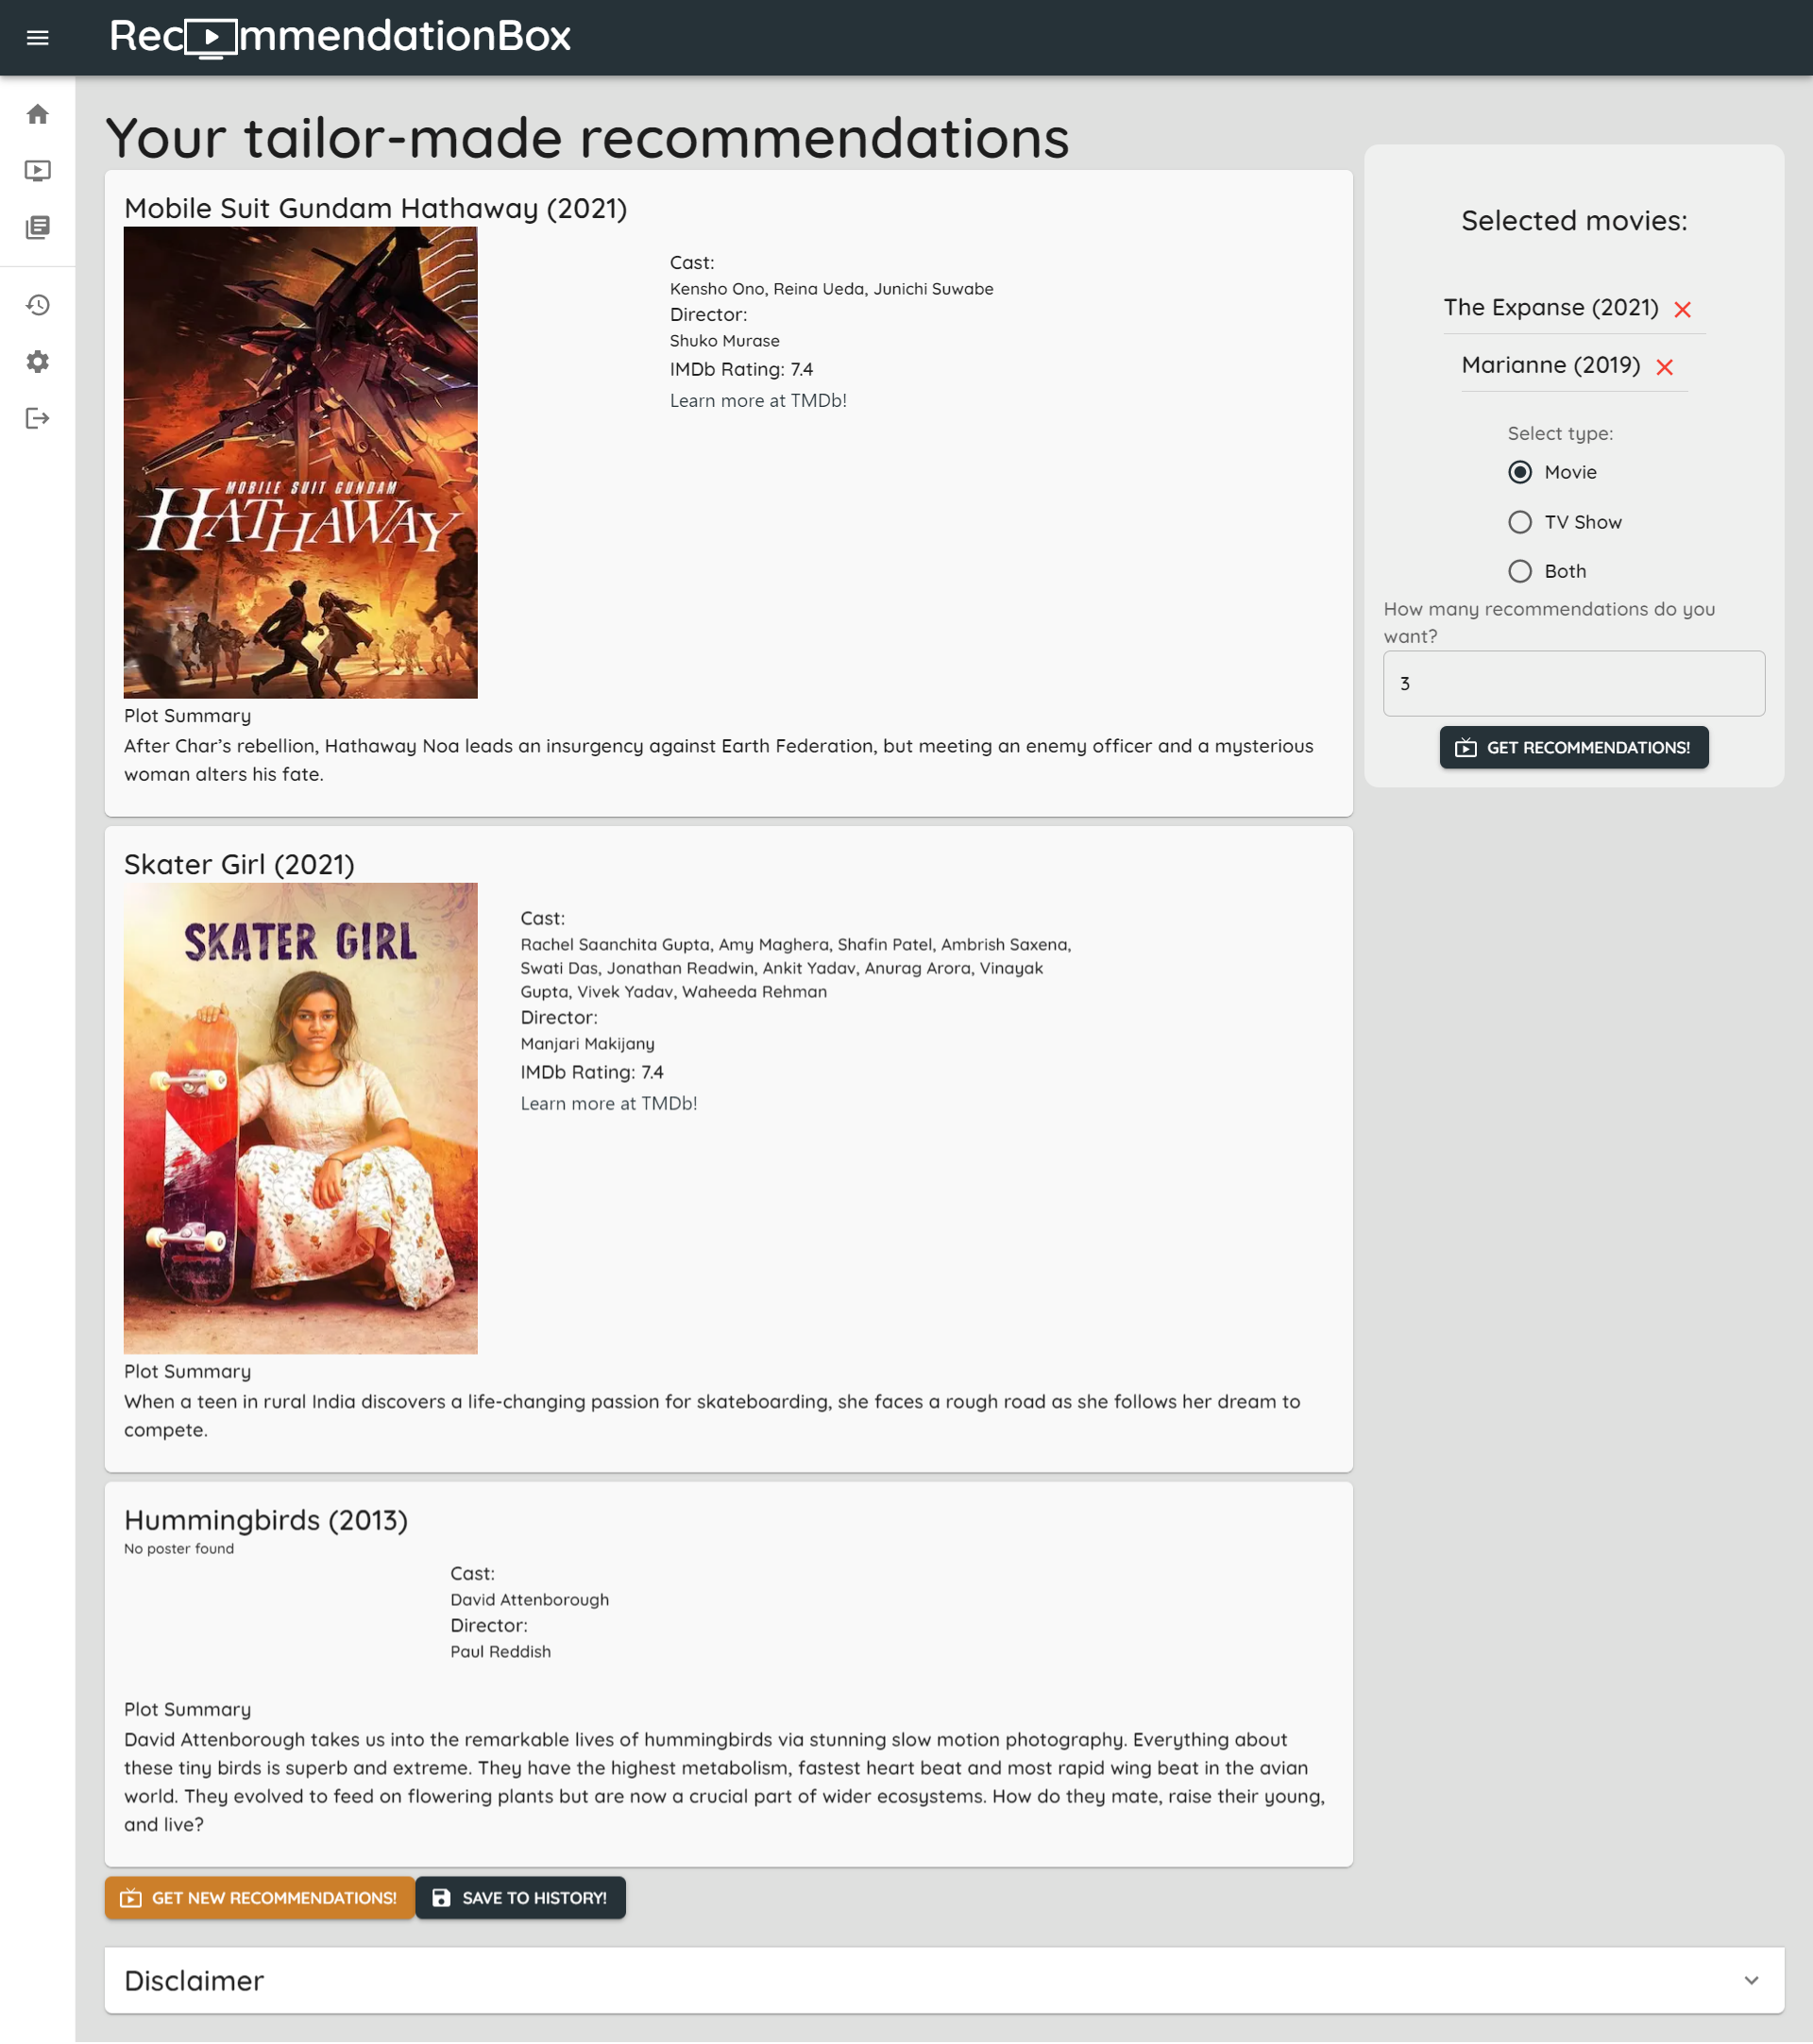 RecommendationBox
Your tailor-made recommendations
Mobile Suit Gundam Hathaway (2021)
MOBILE SUIT GUNDAM
HATHAWAY
Cast:
Kensho Ono, Reina Ueda, Junichi Suwabe
Director:
Shuko Murase
IMDb Rating: 7.4
Learn more at TMDb!
Plot Summary
After Char’s rebellion, Hathaway Noa leads an insurgency against Earth Federation, but meeting an enemy officer and a mysterious
woman alters his fate.
Skater Girl (2021)
SKATER GIRL
Cast:
Rachel Saanchita Gupta, Amy Maghera, Shafin Patel, Ambrish Saxena,
Swati Das, Jonathan Readwin, Ankit Yadav, Anurag Arora, Vinayak
Gupta, Vivek Yadav, Waheeda Rehman
Director:
Manjari Makijany
IMDb Rating: 7.4
Learn more at TMDb!
Plot Summary
When a teen in rural India discovers a life-changing passion for skateboarding, she faces a rough road as she follows her dream to
compete.
Hummingbirds (2013)
No poster found
Cast:
David Attenborough
Director:
Paul Reddish
Plot Summary
David Attenborough takes us into the remarkable lives of hummingbirds via stunning slow motion photography. Everything about
these tiny birds is superb and extreme. They have the highest metabolism, fastest heart beat and most rapid wing beat in the avian
world. They evolved to feed on flowering plants but are now a crucial part of wider ecosystems. How do they mate, raise their young,
and live?
GET NEW RECOMMENDATIONS!
SAVE TO HISTORY!
Selected movies:
The Expanse (2021)
Marianne (2019)
Select type:
Movie
TV Show
Both
How many recommendations do you
want?
3
GET RECOMMENDATIONS!
Disclaimer